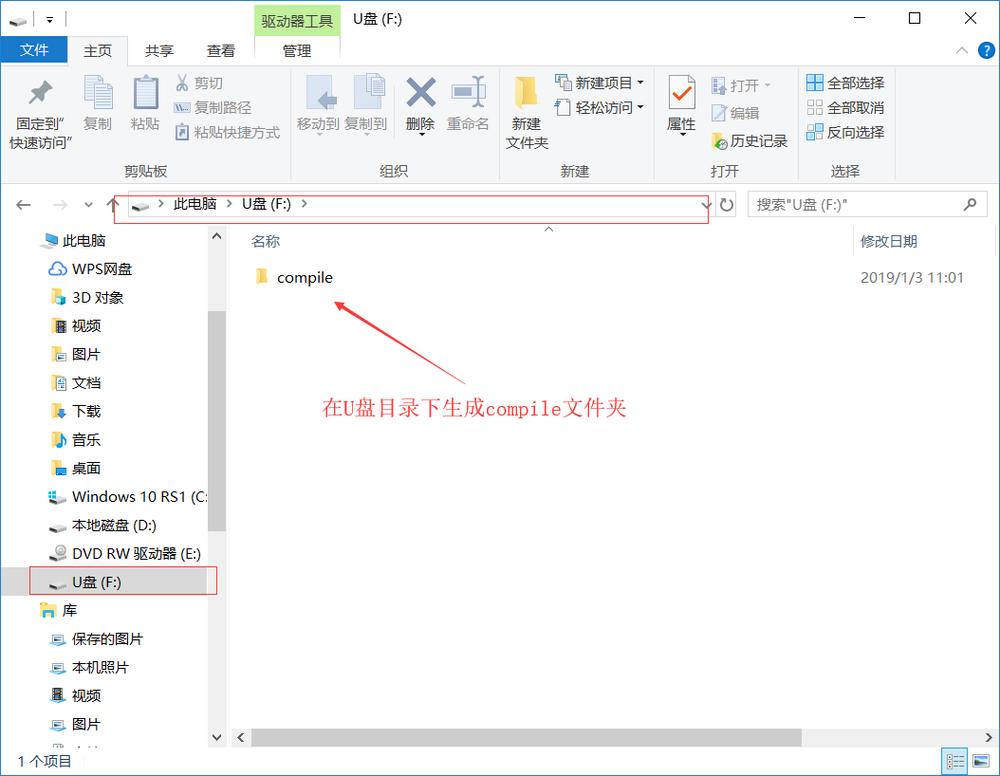 驱动器工具
U盘 (F:)
文件
主页
共享
查看
管理
固定到"
快速访问"
复制
粘贴
剪切
复制路径
粘贴快捷方式
剪贴板
移动到
复制到
删除
重命名
组织
新建
文件夹
新建项目
轻松访问
新建
属性
打开
编辑
历史记录
打开
全部选择
全部取消
反向选择
选择
此电脑
U盘 (F:)
搜索"U盘 (F:)"
名称
修改日期
compile
2019/1/3 11:01
在U盘目录下生成compile文件夹
此电脑
WPS网盘
3D 对象
视频
图片
文档
下载
音乐
桌面
Windows 10 RS1 (C:
本地磁盘 (D:)
DVD RW 驱动器 (E:)
U盘 (F:)
库
保存的图片
本机照片
视频
图片
1 个项目